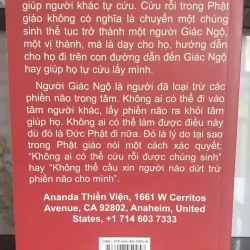 giúp người khác tự cứu. Cứu rỗi trong Phật
giáo không có nghĩa là chuyển một chúng
sinh thế tục trở thành một người Giác Ngộ,
một vị thánh, mà là dạy cho họ, hướng dẫn
cho họ đi trên con đường dẫn đến Giác Ngộ
hay giúp họ tự cứu lấy mình.
Người Giác Ngộ là người đã loại trừ các
phiền não trong tâm. Không ai có thể đi vào
tâm người khác, lấy phiền não ra khỏi tâm
giúp họ. Không ai có thể làm được điều này
dù đó là Đức Phật đi nữa. Đó là lý do tại sao
trong Phật giáo nói một cách xác quyết:
"Không ai có thể cứu rỗi được chúng sinh"
hay "Không thể cầu xin người nào dứt trừ
phiền não cho mình".
Ananda Thiền Viện, 1661 W Cerritos
Avenue, CA 92802, Anaheim, United
States, +1 714 603 7333